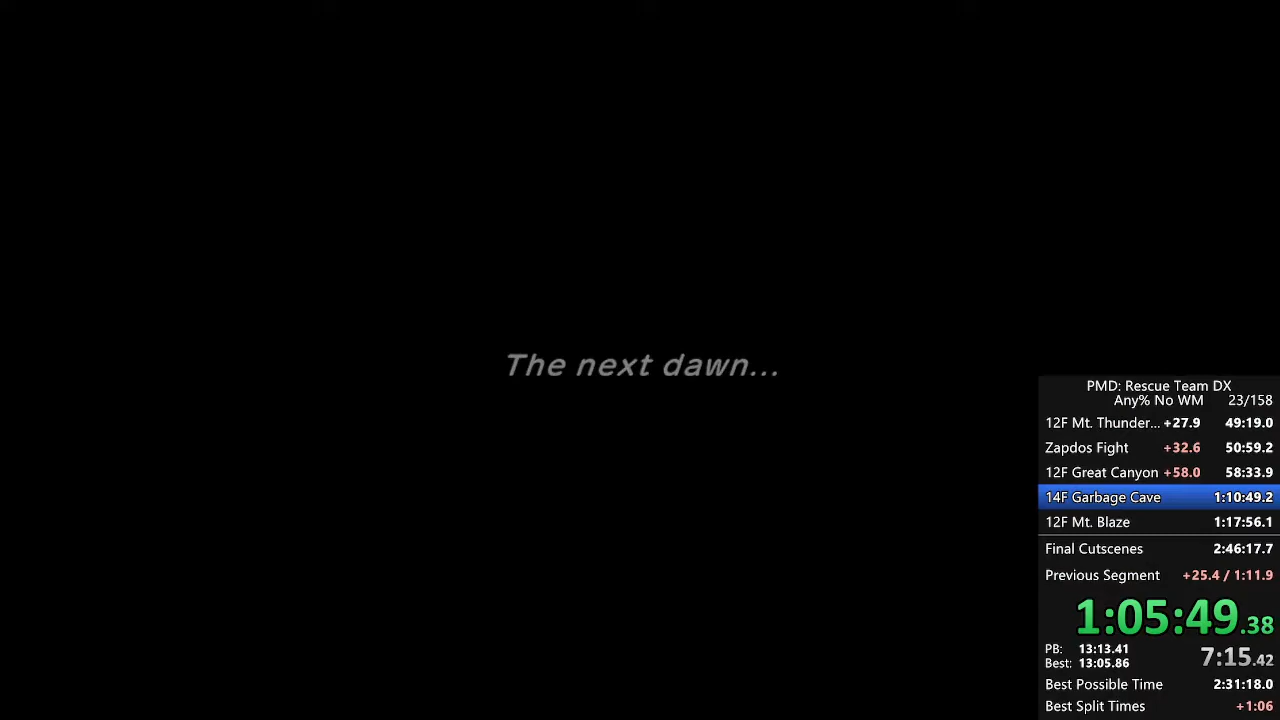 The next dawn...
PMD: Rescue Team DX
Any% No WM 23/158
12F Mt. Thunder... +27.9 49:19.0
Zapdos Fight +32.6 50:59.2
12F Great Canyon +58.0 58:33.9
14F Garbage Cave 1:10:49.2
12F Mt. Blaze 1:17:56.1
Final Cutscenes 2:46:17.7
Previous Segment +25.4 / 1:11.9
1:05:49.38
PB: 13:13.41
Best: 13:05.86
7:15.42
Best Possible Time 2:31:18.0
Best Split Times +1:06